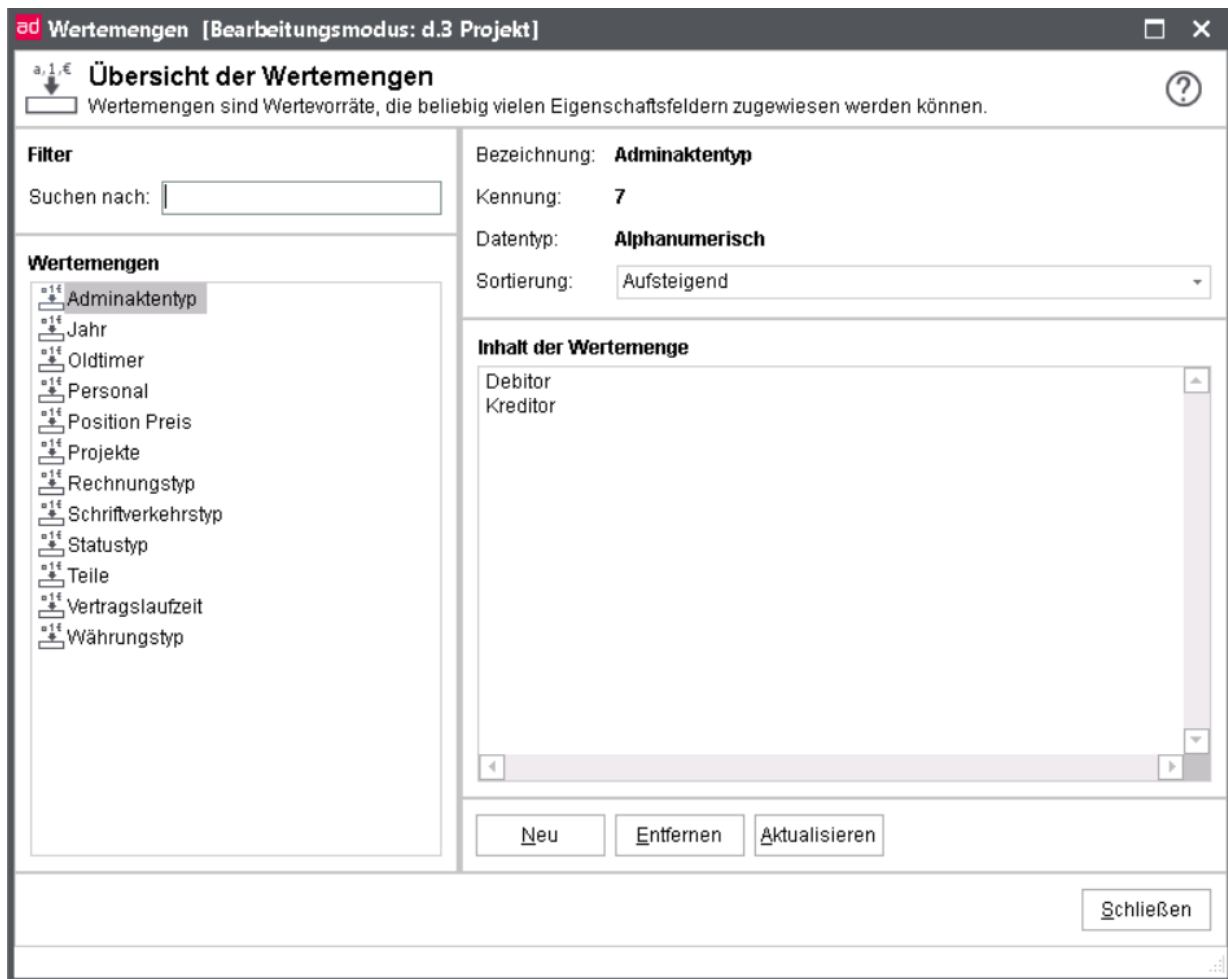 ad Wertemengen [Bearbeitungsmodus: d.3 Projekt]
a,1,€
Übersicht der Wertemengen
Wertemengen sind Wertevorräte, die beliebig vielen Eigenschaftsfeldern zugewiesen werden können.
Filter
Suchen nach:
Wertemengen
Adminaktentyp
Jahr
Oldtimer
Personal
Position Preis
Projekte
Rechnungstyp
Schriftverkehrstyp
Statustyp
Teile
Vertragslaufzeit
Währungstyp
Bezeichnung: Adminaktentyp
Kennung: 7
Datentyp: Alphanumerisch
Sortierung: Aufsteigend
Inhalt der Wertemenge
Debitor
Kreditor
Neu Entfernen Aktualisieren
Schließen